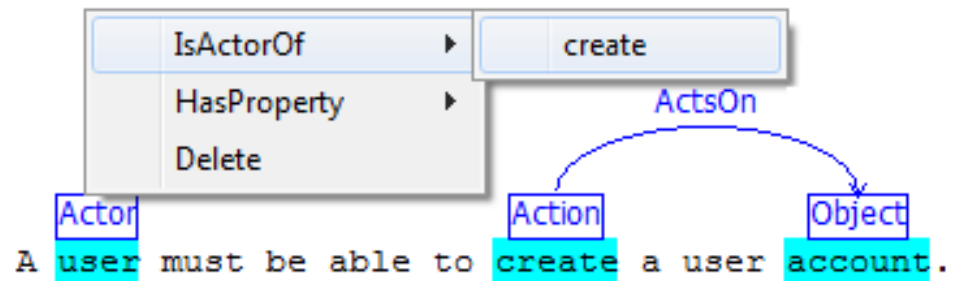 IsActorOf create
HasProperty ActsOn
Delete
Actor Action Object
A user must be able to create a user account.